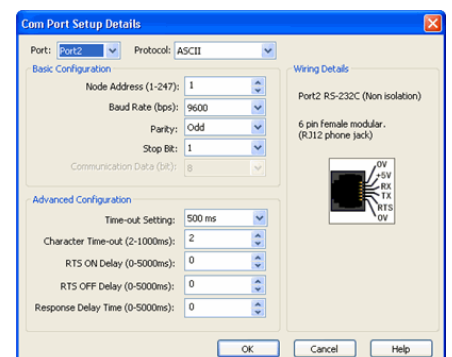 Com Port Setup Details
Port: Port2 Protocol: ASCII
Basic Configuration
Node Address (1-247): 1
Baud Rate (bps): 9600
Parity: Odd
Stop Bit: 1
Communication Data (bit): 8
Advanced Configuration
Time-out Setting: 500 ms
Character Time-out (2-1000ms): 2
RTS ON Delay (0-5000ms): 0
RTS OFF Delay (0-5000ms): 0
Response Delay Time (0-5000ms): 0
Wiring Details
Port2 RS-232C (Non isolation)
6 pin female modular.
(RJ12 phone jack)
0V
+5V
RX
TX
RTS
0V
OK Cancel Help